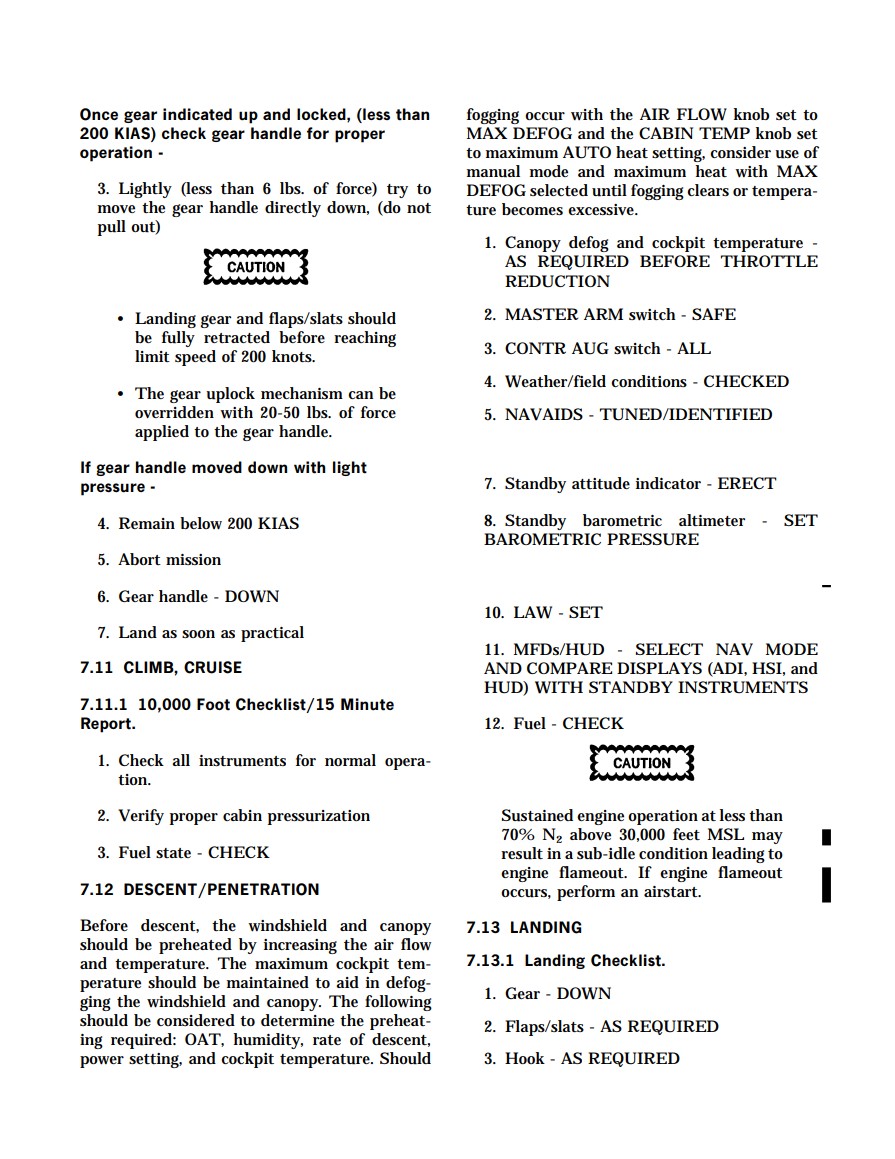 Once gear indicated up and locked, (less than
200 KIAS) check gear handle for proper
operation -
3. Lightly (less than 6 lbs. of force) try to
move the gear handle directly down, (do not
pull out)
CAUTION
• Landing gear and flaps/slats should
be fully retracted before reaching
limit speed of 200 knots.
• The gear uplock mechanism can be
overridden with 20-50 lbs. of force
applied to the gear handle.
If gear handle moved down with light
pressure -
4. Remain below 200 KIAS
5. Abort mission
6. Gear handle - DOWN
7. Land as soon as practical
7.11 CLIMB, CRUISE
7.11.1 10,000 Foot Checklist/15 Minute
Report.
1. Check all instruments for normal opera-
tion.
2. Verify proper cabin pressurization
3. Fuel state - CHECK
7.12 DESCENT/PENETRATION
Before descent, the windshield and canopy
should be preheated by increasing the air flow
and temperature. The maximum cockpit tem-
perature should be maintained to aid in defog-
ging the windshield and canopy. The following
should be considered to determine the preheat-
ing required: OAT, humidity, rate of descent,
power setting, and cockpit temperature. Should
fogging occur with the AIR FLOW knob set to
MAX DEFOG and the CABIN TEMP knob set
to maximum AUTO heat setting, consider use of
manual mode and maximum heat with MAX
DEFOG selected until fogging clears or tempera-
ture becomes excessive.
1. Canopy defog and cockpit temperature -
AS REQUIRED BEFORE THROTTLE
REDUCTION
2. MASTER ARM switch - SAFE
3. CONTR AUG switch - ALL
4. Weather/field conditions - CHECKED
5. NAVAIDS - TUNED/IDENTIFIED
7. Standby attitude indicator - ERECT
8. Standby barometric altimeter - SET
BAROMETRIC PRESSURE
10. LAW - SET
11. MFDs/HUD - SELECT NAV MODE
AND COMPARE DISPLAYS (ADI, HSI, and
HUD) WITH STANDBY INSTRUMENTS
12. Fuel - CHECK
CAUTION
Sustained engine operation at less than
70% N₂ above 30,000 feet MSL may
result in a sub-idle condition leading to
engine flameout. If engine flameout
occurs, perform an airstart.
7.13 LANDING
7.13.1 Landing Checklist.
1. Gear - DOWN
2. Flaps/slats - AS REQUIRED
3. Hook - AS REQUIRED